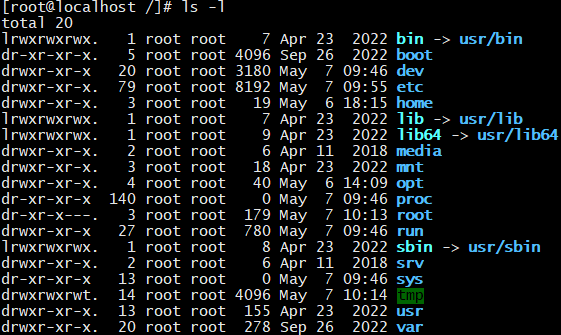 [root@localhost /]# ls -l
total 20
lrwxrwxrwx.   1 root root    7 Apr 23  2022 bin -> usr/bin
dr-xr-xr-x.   5 root root 4096 Sep 26  2022 boot
drwxr-xr-x   20 root root 3180 May  7 09:46 dev
drwxr-xr-x.  79 root root 8192 May  7 09:55 etc
drwxr-xr-x.   3 root root   19 May  6 18:15 home
lrwxrwxrwx.   1 root root    7 Apr 23  2022 lib -> usr/lib
lrwxrwxrwx.   1 root root    9 Apr 23  2022 lib64 -> usr/lib64
drwxr-xr-x.   2 root root    6 Apr 11  2018 media
drwxr-xr-x.   3 root root   18 Apr 23  2022 mnt
drwxr-xr-x.   4 root root   40 May  6 14:09 opt
dr-xr-xr-x  140 root root    0 May  7 09:46 proc
dr-xr-x---.   3 root root  179 May  7 10:13 root
drwxr-xr-x   27 root root  780 May  7 09:46 run
lrwxrwxrwx.   1 root root    8 Apr 23  2022 sbin -> usr/sbin
drwxr-xr-x.   2 root root    6 Apr 11  2018 srv
dr-xr-xr-x   13 root root    0 May  7 09:46 sys
drwxrwxrwt.  14 root root 4096 May  7 10:14 tmp
drwxr-xr-x.  13 root root  155 Apr 23  2022 usr
drwxr-xr-x.  20 root root  278 Sep 26  2022 var